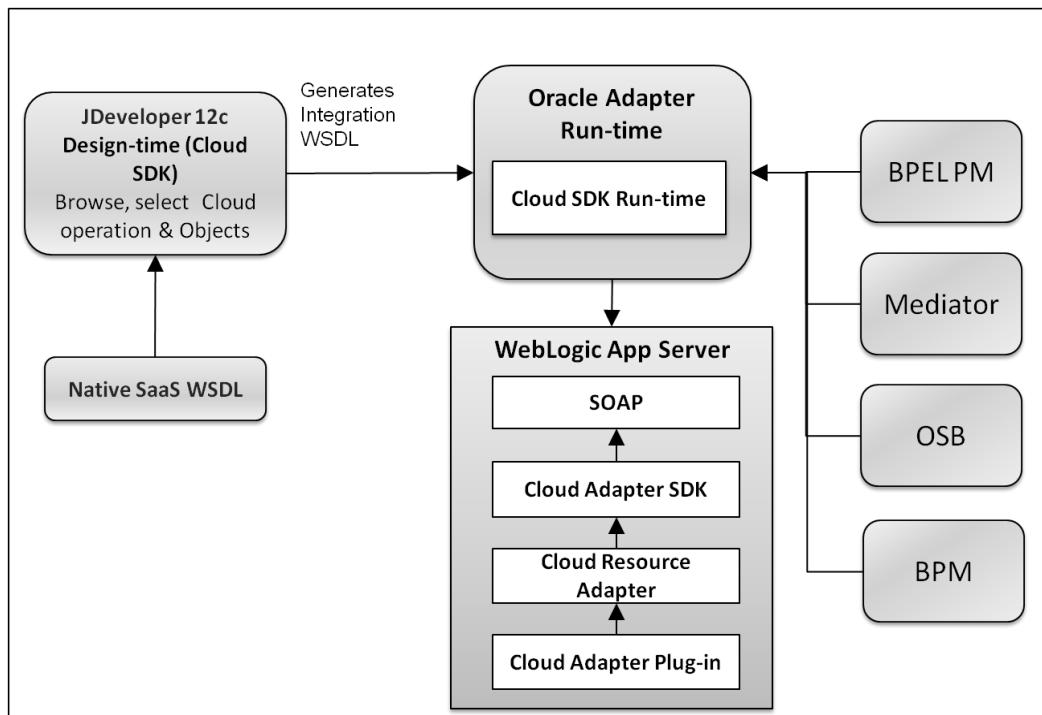 JDeveloper 12c
Design-time (Cloud
SDK)
Browse, select Cloud
operation & Objects
Native SaaS WSDL
Generates
Integration
WSDL
Oracle Adapter
Run-time
Cloud SDK Run-time
WebLogic App Server
SOAP
Cloud Adapter SDK
Cloud Resource
Adapter
Cloud Adapter Plug-in
BPEL PM
Mediator
OSB
BPM